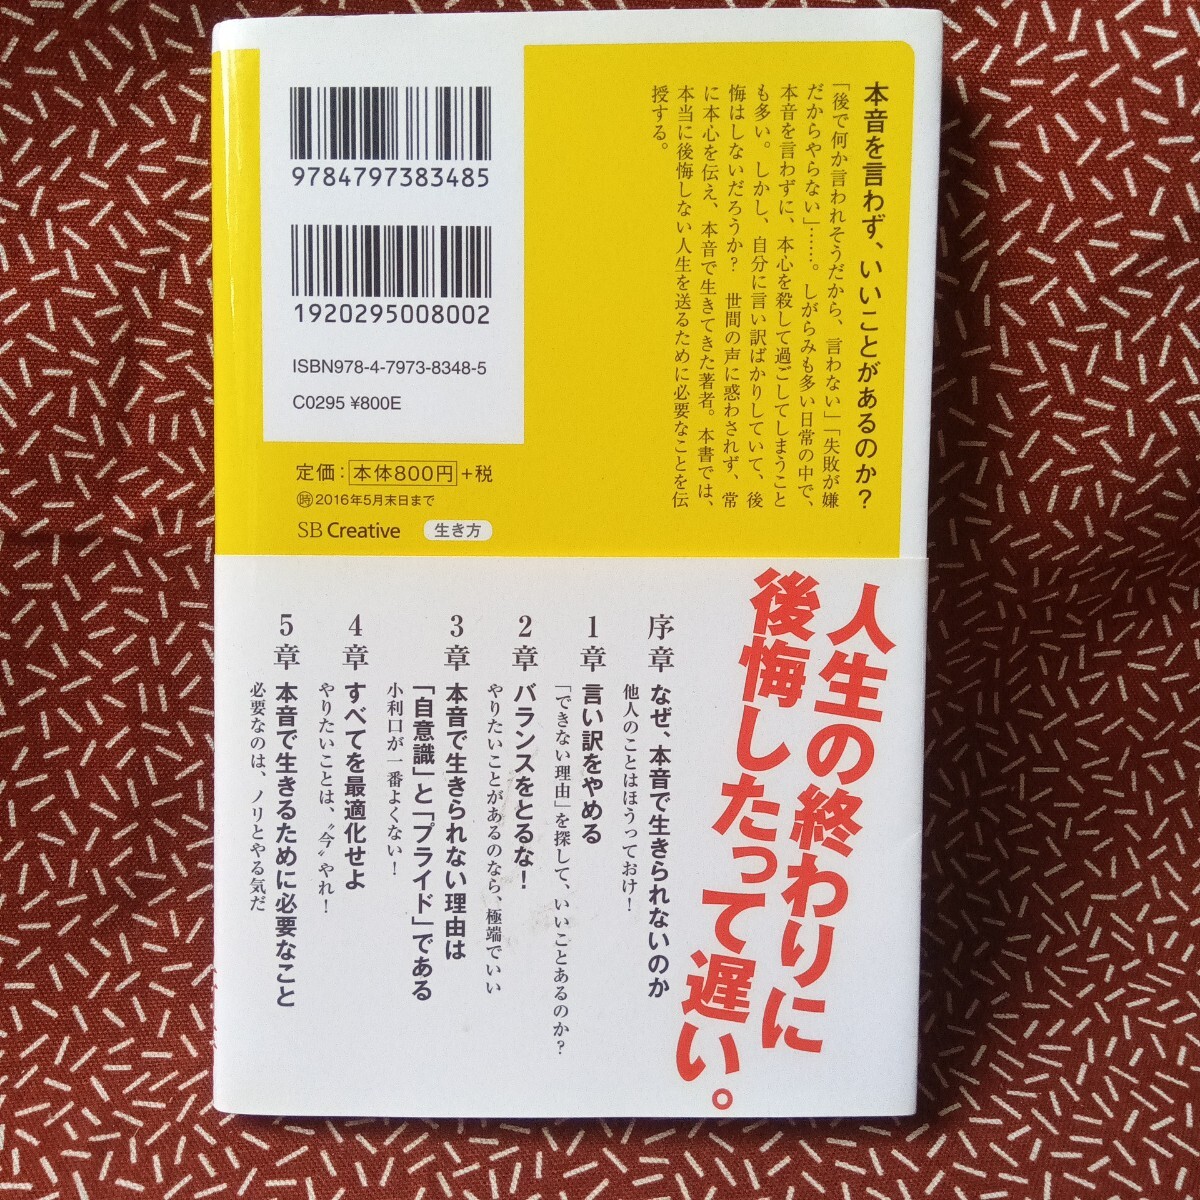 9784797383485
1920295008002
ISBN978-4-7973-8348-5
C0295 ¥800E
定価:本体800円+税
時2016年5月末日まで
SB Creative
生き方
本音を言わず、いいことがあるのか?
「後で何か言われそうだから、言わない」「失敗が嫌
だからやらない」……。しがらみも多い日常の中で、
本音を言わずに、本心を殺して過ごしてしまうこと
も多い。しかし、自分に言い訳ばかりしていて、後
悔はしないだろうか? 世間の声に惑わされず、常
に本心を伝え、本音で生きてきた著者。本書では、
本当に後悔しない人生を送るために必要なことを伝
授する。
人生の終わりに
後悔したって遅い。
序章 なぜ、本音で生きられないのか
他人のことはほうっておけ!
1章 言い訳をやめる
「できない理由」を探して、いいことあるのか?
2章 バランスをとるな!
やりたいことがあるのなら、極端でいい
3章 本音で生きられない理由は
「自意識」と「プライド」である
小利口が一番よくない!
4章 すべてを最適化せよ
やりたいことは、〝今〟やれ!
5章 本音で生きるために必要なこと
必要なのは、ノリとやる気だ